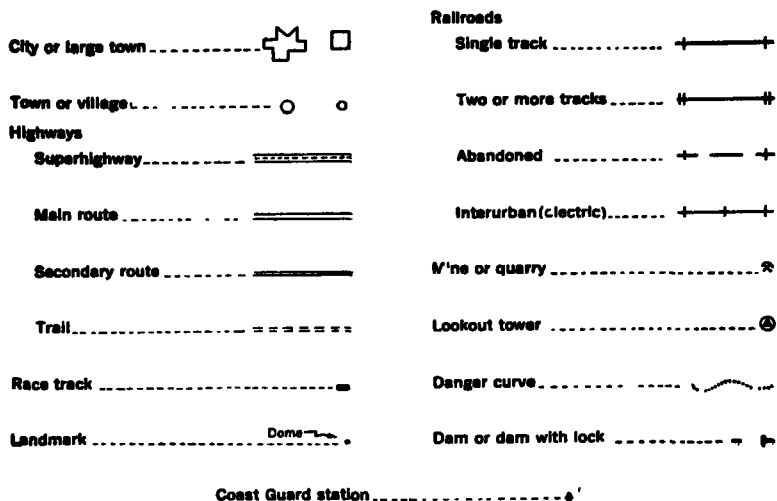 City or large town
Town or village
Highways
Superhighway
Main route
Secondary route
Trail
Race track
Landmark
Dome
Railroads
Single track
Two or more tracks
Abandoned
Interurban (electric)
M'ne or quarry
Lookout tower
Danger curve
Dam or dam with lock
Coast Guard station